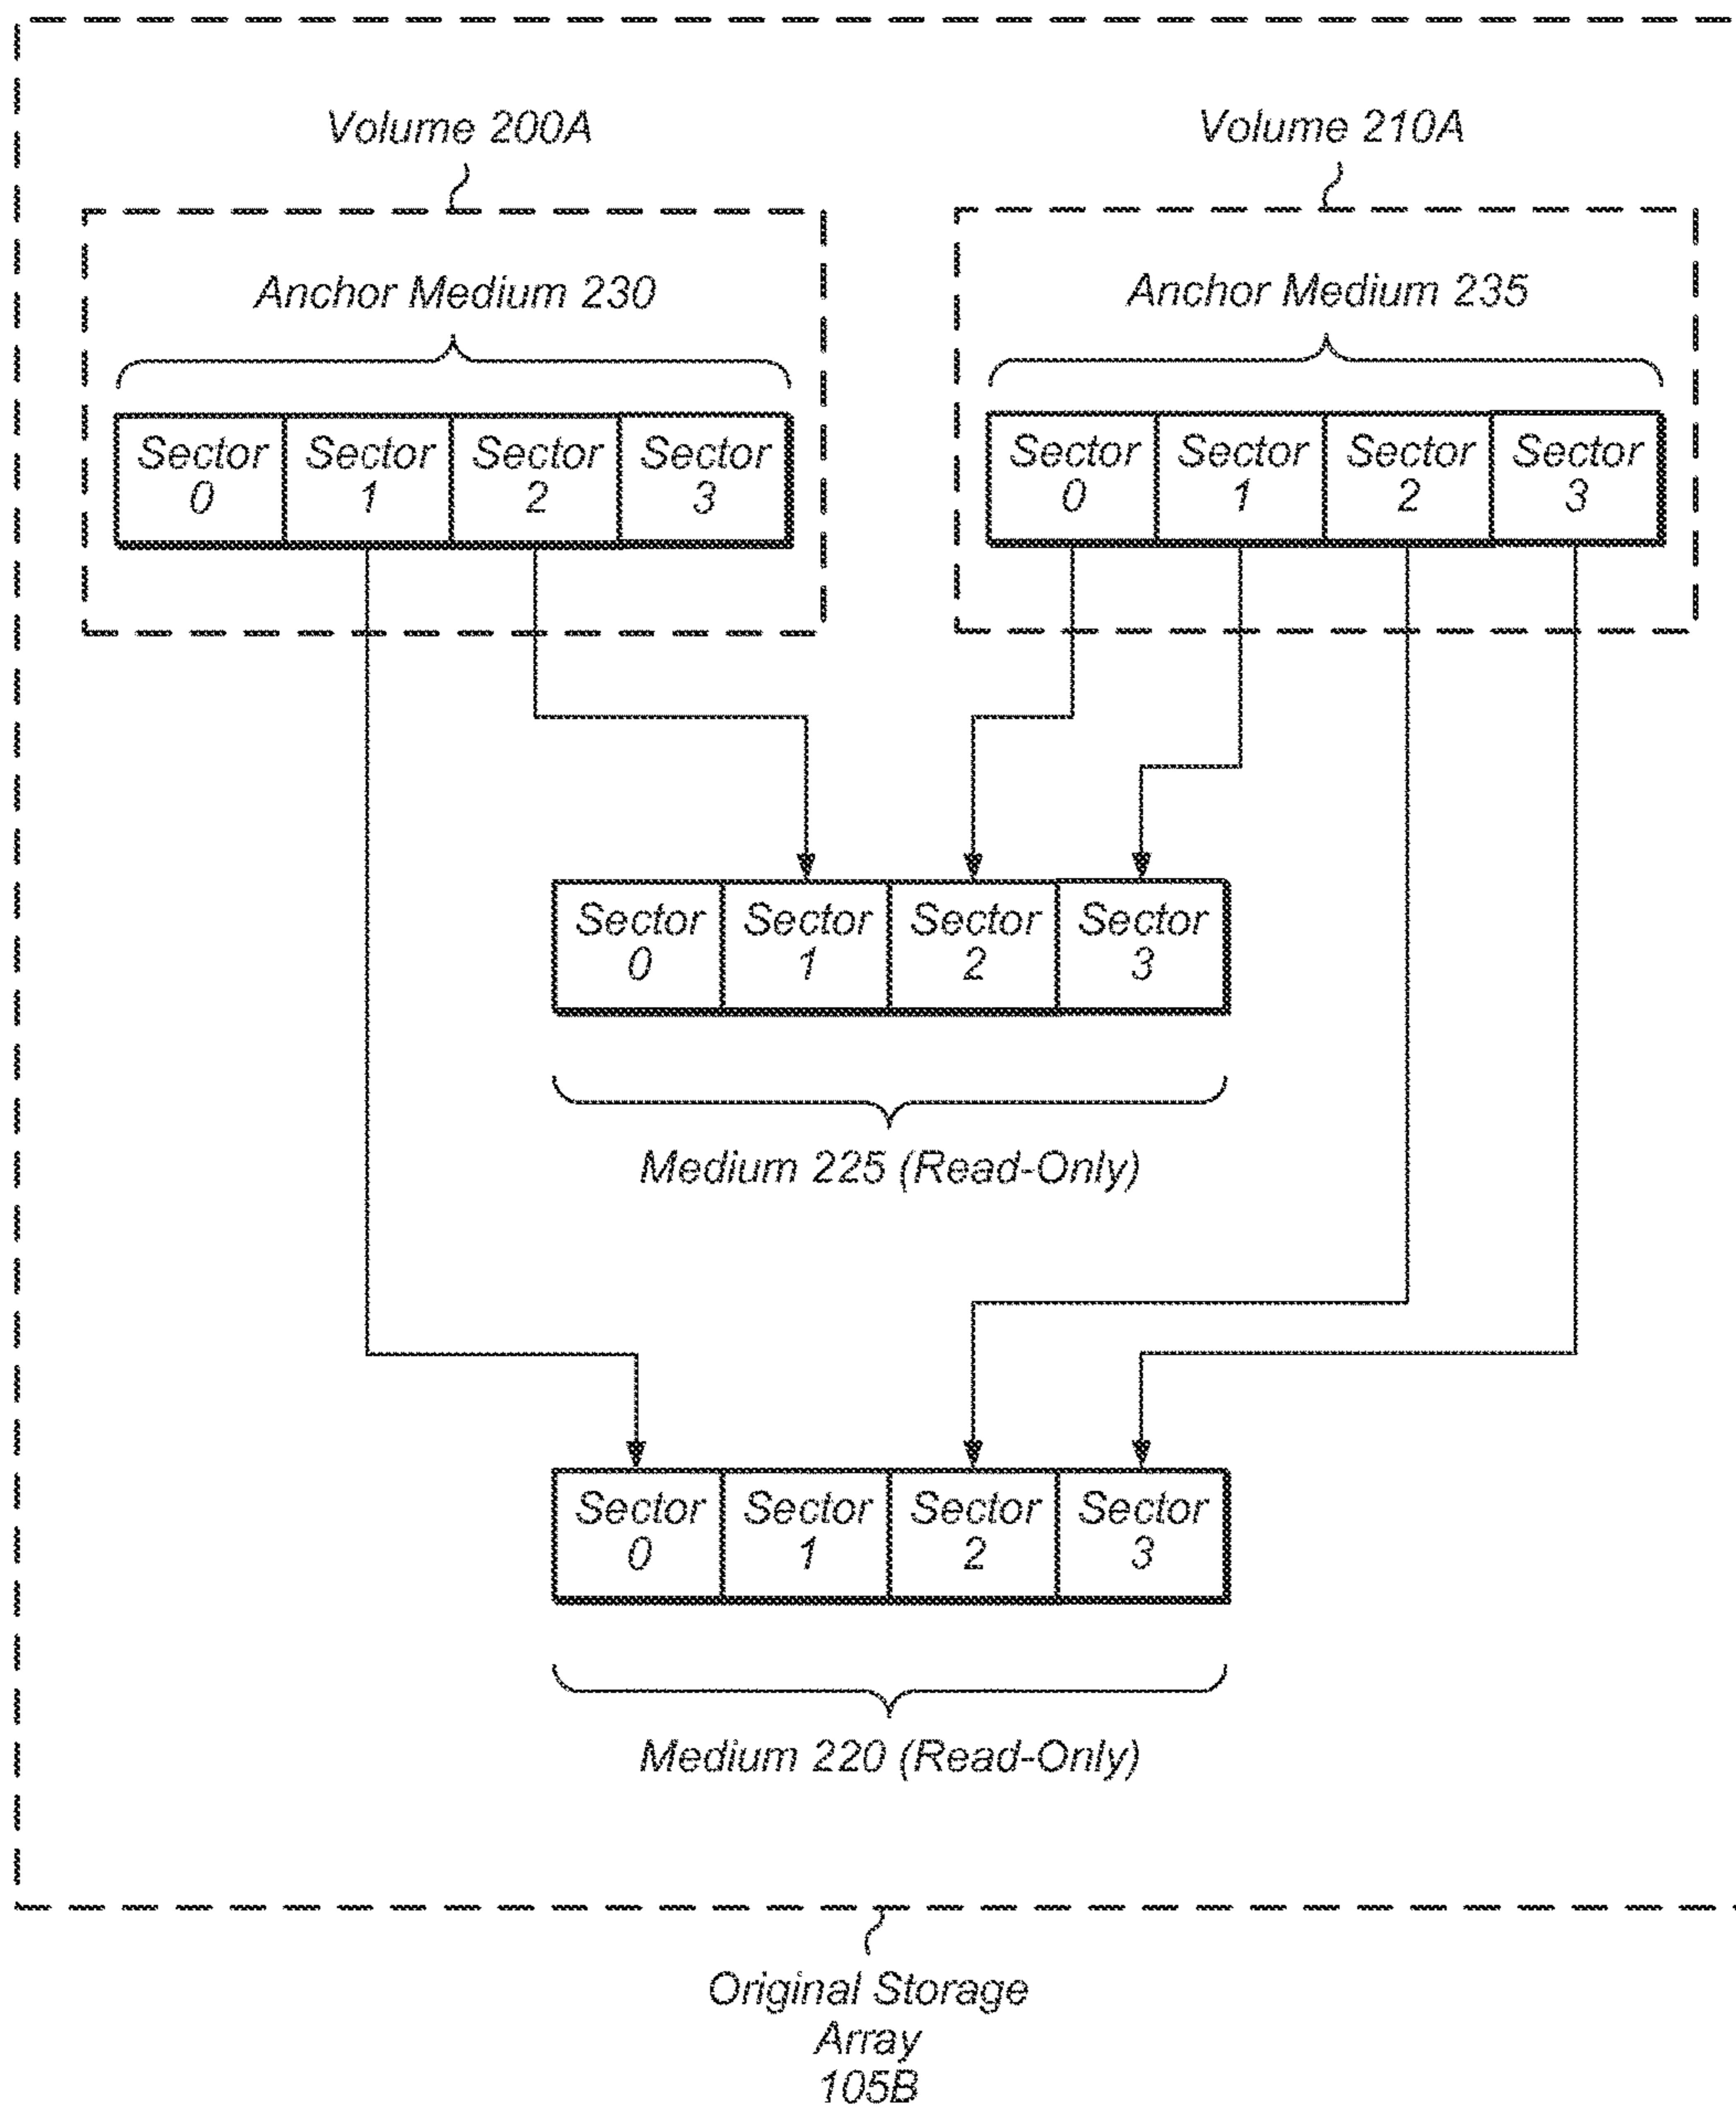 Volume 200A
Volume 210A
Anchor Medium 230
Anchor Medium 235
Sector 0
Sector 1
Sector 2
Sector 3
Sector 0
Sector 1
Sector 2
Sector 3
Sector 0
Sector 1
Sector 2
Sector 3
Medium 225 (Read-Only)
Sector 0
Sector 1
Sector 2
Sector 3
Medium 220 (Read-Only)
Original Storage
Array
105B